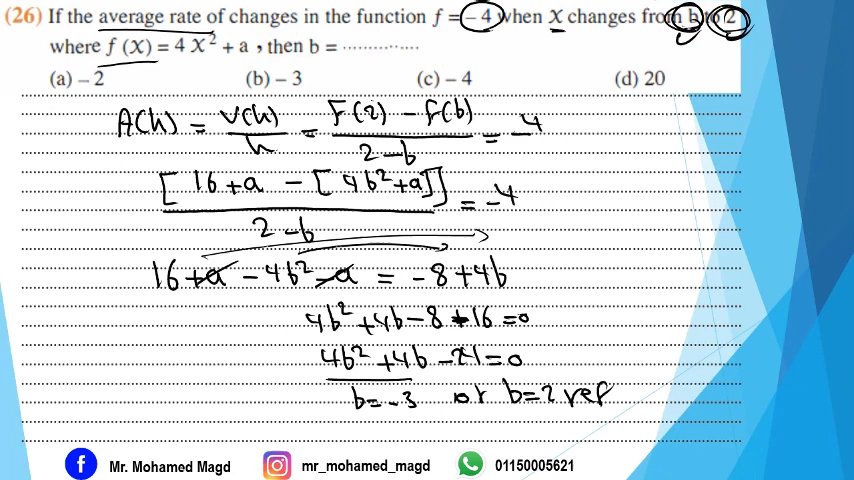 (26) If the average rate of changes in the function f = – 4 when X changes from b to 2
where f (X) = 4 X² + a , then b = ...............
(a) – 2 (b) – 3 (c) – 4 (d) 20
A(h) = V(h)/h = [f(2) - f(b)]/(2-b) = -4
[16+a - [4b²+a]]/(2-b) = -4
16+a - 4b² - a = -8+4b
4b² + 4b - 8 - 16 = 0
4b² + 4b - 24 = 0
b = -3 or b = 2 ref
Mr. Mohamed Magd mr_mohamed_magd 01150005621